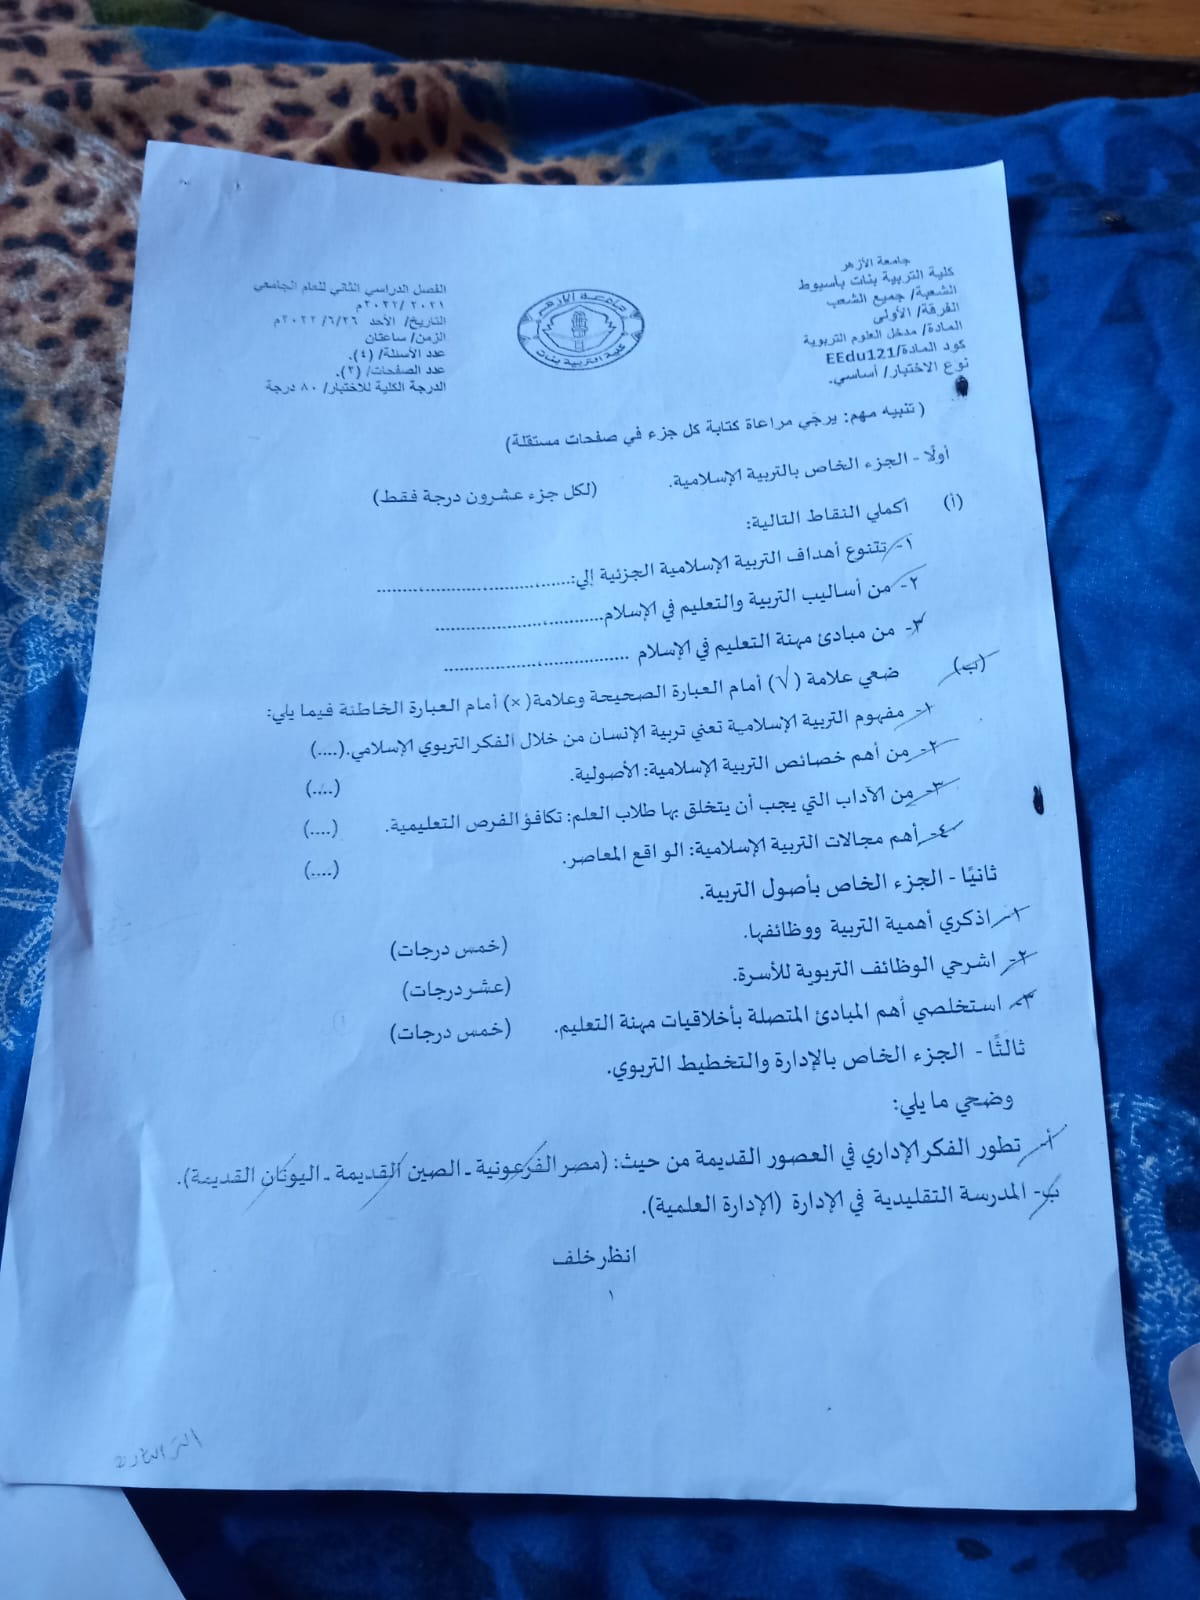 جامعة الأزهر
كلية التربية بنات بأسيوط
الشعبة/ جميع الشعب
الفرقة/ الأولى
المادة/ مدخل العلوم التربوية
كود المادة/EEdu121
نوع الاختبار/ أساسي.
الفصل الدراسي الثاني للعام الجامعي
٢٠٢١ /٢٠٢٢م
التاريخ/ الأحد ٢٠٢٢/٦/٢٦م
الزمن/ ساعتان
عدد الأسئلة/ (٤).
عدد الصفحات/ (٢).
الدرجة الكلية للاختبار/ ٨٠ درجة
جامعة الأزهر
كلية التربية بنات
( تنبيه مهم: يرجي مراعاة كتابة كل جزء في صفحات مستقلة)
أولًا - الجزء الخاص بالتربية الإسلامية. (لكل جزء عشرون درجة فقط)
(أ) أكملي النقاط التالية:
١- تتنوع أهداف التربية الإسلامية الجزئية إلي:..............،..............،..............
٢- من أساليب التربية والتعليم في الإسلام..............،..............
٣- من مبادئ مهنة التعليم في الإسلام ..............،..............
(ب) ضعي علامة (√) أمام العبارة الصحيحة وعلامة(×) أمام العبارة الخاطئة فيما يلي:
١- مفهوم التربية الإسلامية تعني تربية الإنسان من خلال الفكر التربوي الإسلامي.(....)
٢- من أهم خصائص التربية الإسلامية: الأصولية. (....)
٣- من الآداب التي يجب أن يتخلق بها طلاب العلم: تكافؤ الفرص التعليمية. (....)
٤- أهم مجالات التربية الإسلامية: الواقع المعاصر. (....)
ثانيًا - الجزء الخاص بأصول التربية.
١- اذكري أهمية التربية ووظائفها. (خمس درجات)
٢- اشرحي الوظائف التربوية للأسرة. (عشر درجات)
٣- استخلصي أهم المبادئ المتصلة بأخلاقيات مهنة التعليم. (خمس درجات)
ثالثًا - الجزء الخاص بالإدارة والتخطيط التربوي.
وضحي ما يلي:
أ- تطور الفكر الإداري في العصور القديمة من حيث: (مصر الفرعونية ـ الصين القديمة ـ اليونان القديمة).
ب- المدرسة التقليدية في الإدارة (الإدارة العلمية).
انظر خلف
١